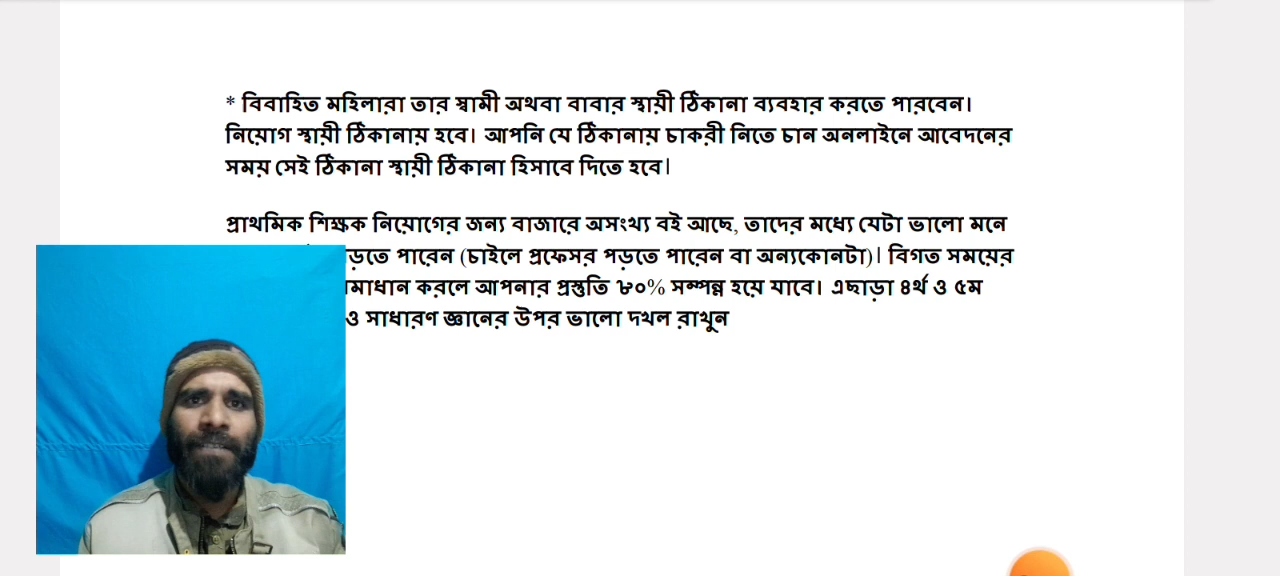 * বিবাহিত মহিলারা তার স্বামী অথবা বাবার স্থায়ী ঠিকানা ব্যবহার করতে পারবেন।
নিয়োগ স্থায়ী ঠিকানায় হবে। আপনি যে ঠিকানায় চাকরী নিতে চান অনলাইনে আবেদনের
সময় সেই ঠিকানা স্থায়ী ঠিকানা হিসাবে দিতে হবে|
প্রাথমিক শিক্ষক নিয়োগের জন্য বাজারে অসংখ্য বই আছে, তাদের মধ্যে যেটা ভালো মনে
পারেন (চাইলে প্রফেসর পড়তে পারেন বা অন্যকোনটা)| বিগত সময়ের
করলে আপনার প্রস্তুতি ৮০% সম্পন্ন হয়ে যাবে। এছাড়া ৪র্থ ও ৫ম
ও সাধারণ জ্ঞানের উপর ভালো দখল রাখুন